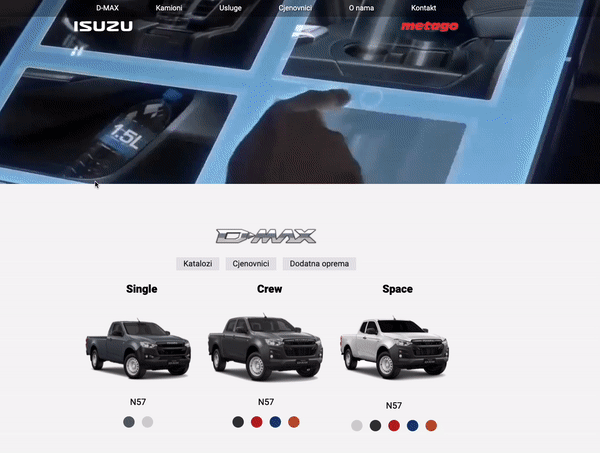 D-MAX Kamioni Usluge Cjenovnici O nama Kontakt
ISUZU metago
1.5L
D-MAX
Katalozi Cjenovnici Dodatna oprema
Single Crew Space
N57 N57 N57